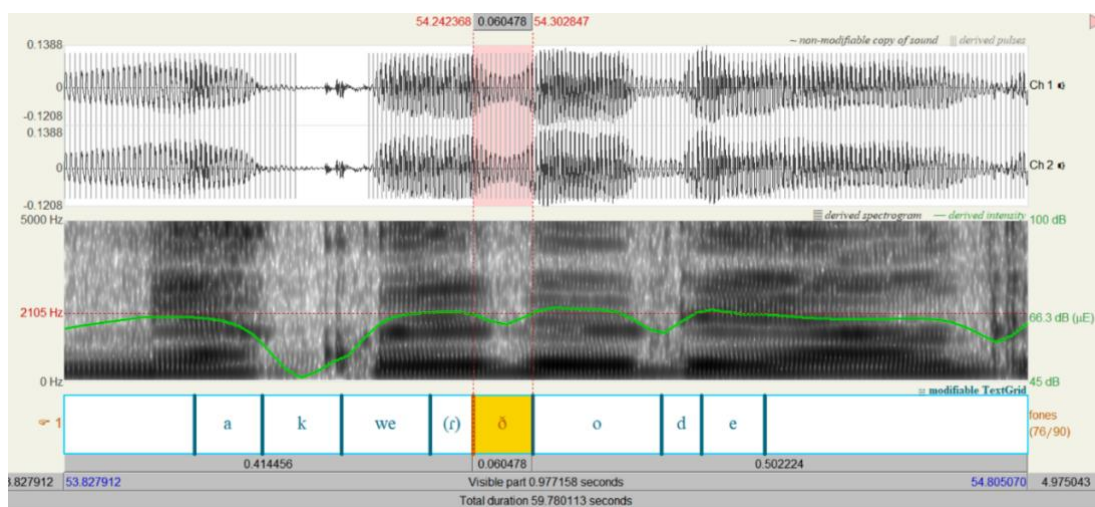 54.242368 0.060478 54.302847
~ non-modifiable copy of sound derived pulses
0.1388
0
-0.1208
Ch 1
0.1388
0
-0.1208
Ch 2
derived spectrogram — derived intensity
5000 Hz 100 dB
2105 Hz 66.3 dB (µE)
0 Hz 45 dB
modifiable TextGrid
1 a k we (ɾ) ð o d e fones (76/90)
0.414456 0.060478 0.502224
3.827912 53.827912 Visible part 0.977158 seconds 54.805070 4.975043
Total duration 59.780113 seconds